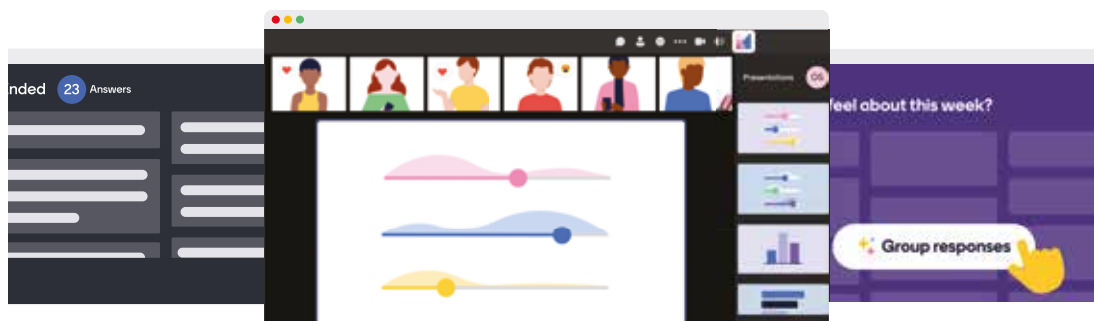 nded 23 Answers
Presentations OS
feel about this week?
Group responses